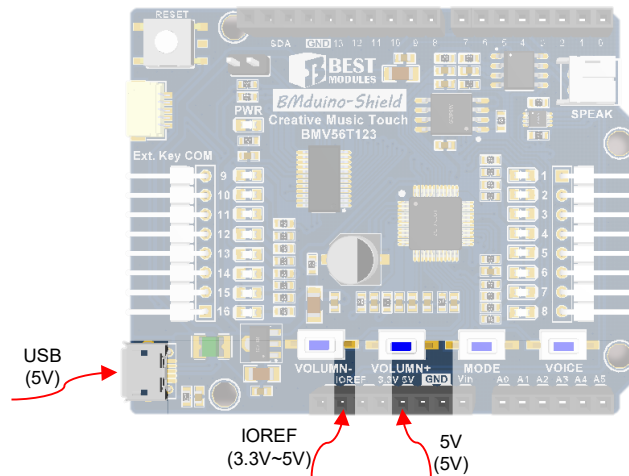 RESET
SDA GND 13 12 11 10 9 8 7 6 5 4 3 2 1 0
BEST
MODULES
BMduino-Shield
Creative Music Touch
BMV56T123
PWR
SPEAK
Ext. Key COM
9
10
11
12
13
14
15
16
1
2
3
4
5
6
7
8
USB
(5V)
VOLUMN- VOLUMN+ MODE VOICE
IOREF 3.3V 5V GND Vin A0 A1 A2 A3 A4 A5
IOREF
(3.3V~5V)
5V
(5V)